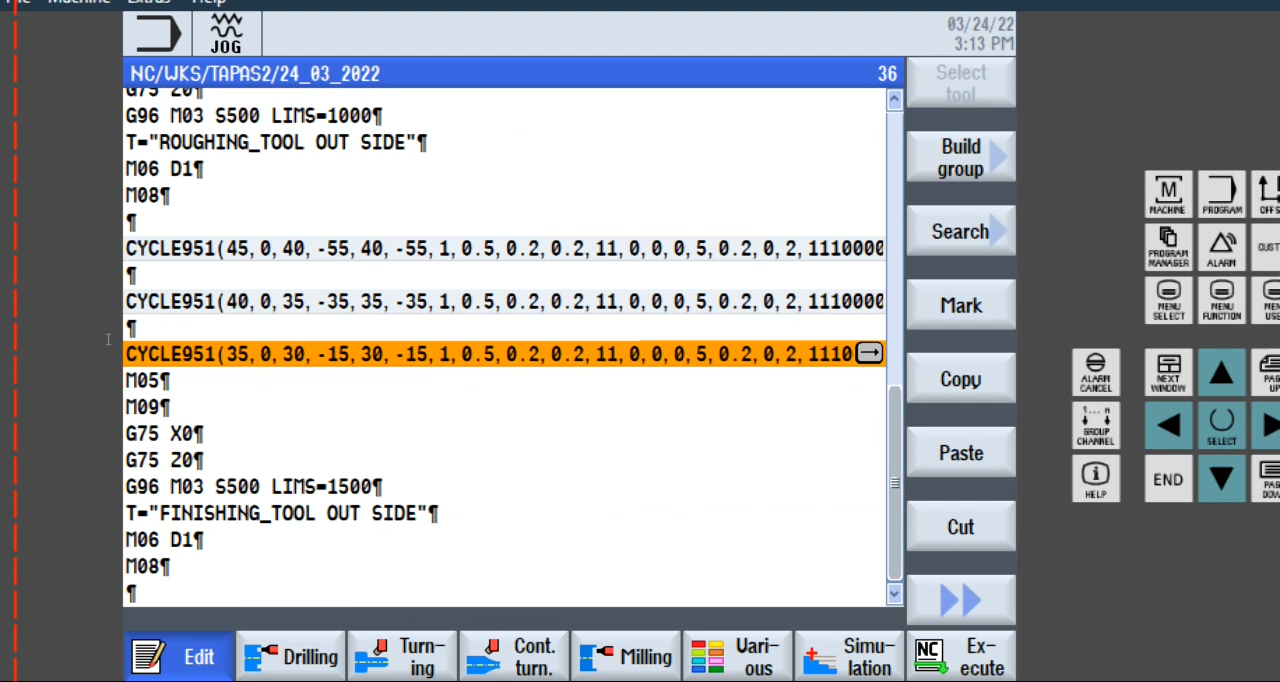 Machine Extras Help
JOG
03/24/22
3:13 PM
NC/WKS/TAPAS2/24_03_2022 36
Select tool
G75 Z0¶
G96 M03 S500 LIMS=1000¶
T="ROUGHING_TOOL OUT SIDE"¶
M06 D1¶
M08¶
¶
CYCLE951(45,0,40,-55,40,-55,1,0.5,0.2,0.2,11,0,0,0,5,0.2,0,2,1110000
¶
CYCLE951(40,0,35,-35,35,-35,1,0.5,0.2,0.2,11,0,0,0,5,0.2,0,2,1110000
¶
CYCLE951(35,0,30,-15,30,-15,1,0.5,0.2,0.2,11,0,0,0,5,0.2,0,2,1110
M05¶
M09¶
G75 X0¶
G75 Z0¶
G96 M03 S500 LIMS=1500¶
T="FINISHING_TOOL OUT SIDE"¶
M06 D1¶
M08¶
¶
Build
group
Search
Mark
Copy
Paste
Cut
Edit
Drilling
Turn-
ing
Cont.
turn.
Milling
Vari-
ous
Simu-
lation
NC
Ex-
ecute
M
MACHINE
PROGRAM
PROGRAM
MANAGER
ALARM
MENU
SELECT
MENU
FUNCTION
MENU
ALARM
CANCEL
NEXT
WINDOW
1... n
GROUP
CHANNEL
SELECT
HELP
END